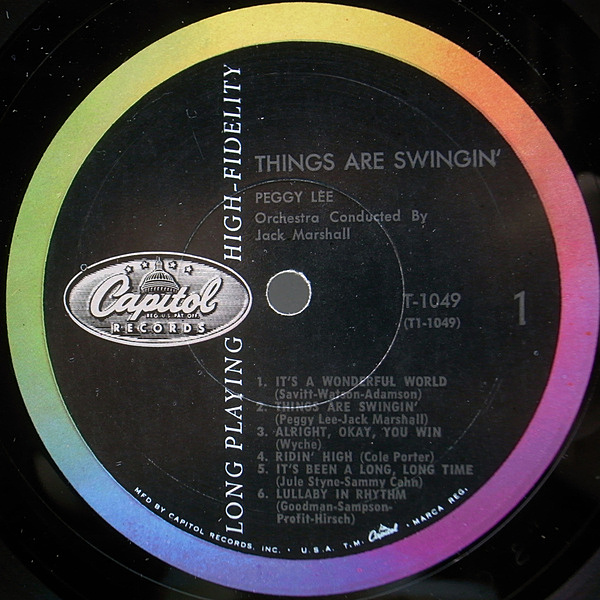 THINGS ARE SWINGIN'
PEGGY LEE
Orchestra Conducted By
Jack Marshall
LONG PLAYING HIGH-FIDELITY
Capitol
REG. U.S. PAT. OFF.
RECORDS
T-1049
(T1-1049)
1
1. IT'S A WONDERFUL WORLD
(Savitt-Watson-Adamson)
2. THINGS ARE SWINGIN'
(Peggy Lee-Jack Marshall)
3. ALRIGHT, OKAY, YOU WIN
(Wyche)
4. RIDIN' HIGH (Cole Porter)
5. IT'S BEEN A LONG, LONG TIME
(Jule Styne-Sammy Cahn)
6. LULLABY IN RHYTHM
(Goodman-Sampson-
Profit-Hirsch)
MFD BY CAPITOL RECORDS, INC. • U.S.A. T.M. Capitol • MARCA REG.